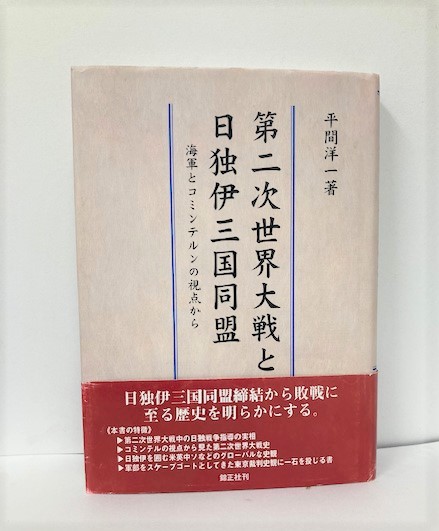 平間洋一著
第二次世界大戦と
日独伊三国同盟
海軍とコミンテルンの視点から
日独伊三国同盟締結から敗戦に
至る歴史を明らかにする。
《本書の特徴》
▶第二次世界大戦中の日独戦争指導の実相
▶コミンテルンの視点から見た第二次世界大戦史
▶日独伊を囲む米英中ソなどのグローバルな史観
▶軍部をスケープゴートとしてきた東京裁判史観に一石を投じる書
錦正社刊